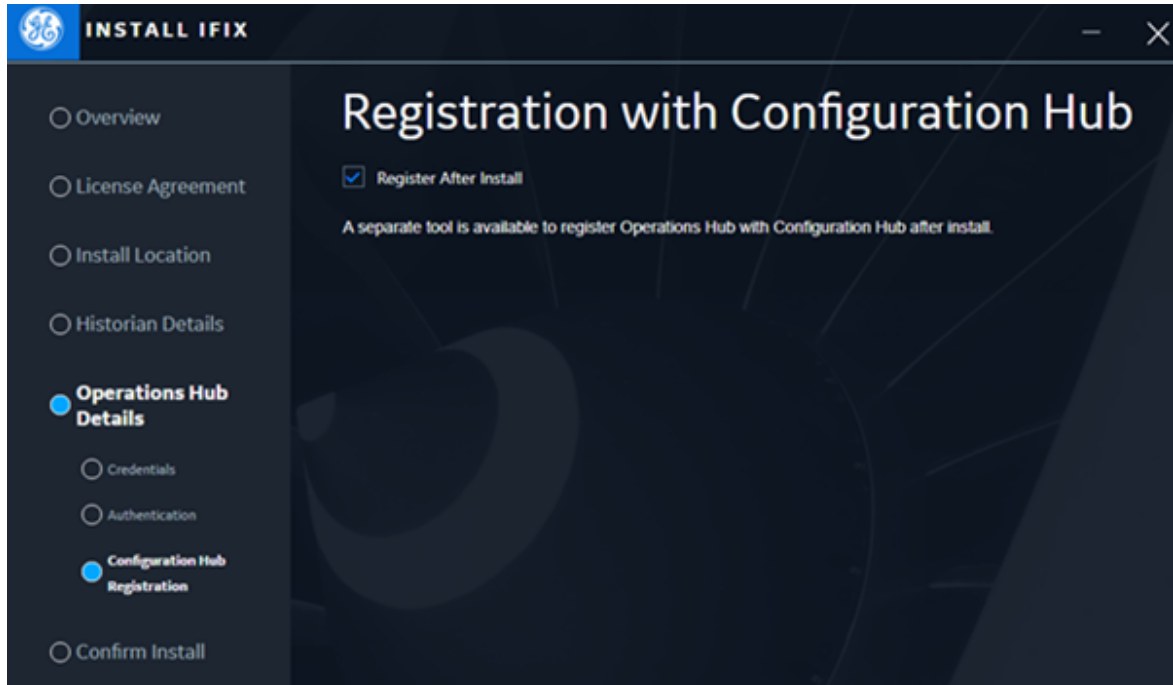 INSTALL IFIX
Overview
License Agreement
Install Location
Historian Details
Operations Hub
Details
Credentials
Authentication
Configuration Hub
Registration
Confirm Install
Registration with Configuration Hub
Register After Install
A separate tool is available to register Operations Hub with Configuration Hub after install.